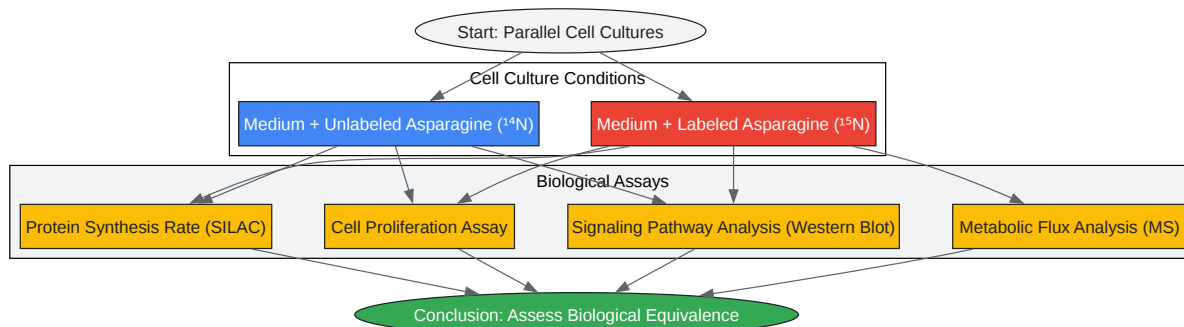 Start: Parallel Cell Cultures
Cell Culture Conditions
Medium + Unlabeled Asparagine (¹⁴N)
Medium + Labeled Asparagine (¹⁵N)
Biological Assays
Protein Synthesis Rate (SILAC)
Cell Proliferation Assay
Signaling Pathway Analysis (Western Blot)
Metabolic Flux Analysis (MS)
Conclusion: Assess Biological Equivalence